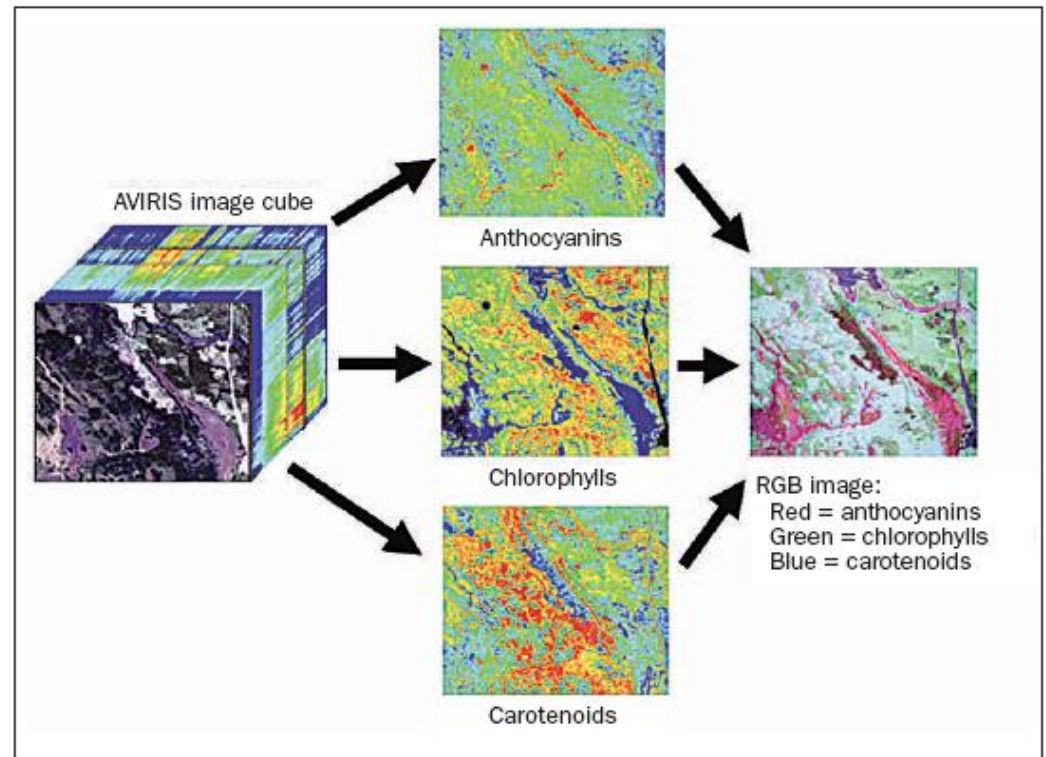 AVIRIS image cube
Anthocyanins
Chlorophylls
Carotenoids
RGB image:
Red = anthocyanins
Green = chlorophylls
Blue = carotenoids